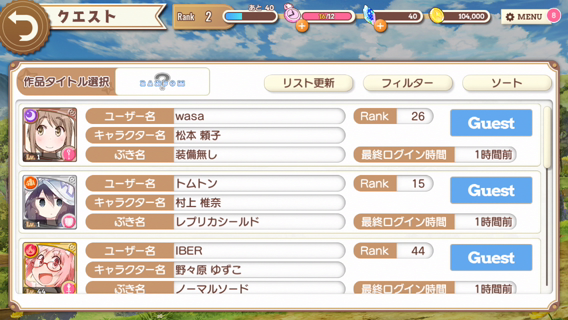 クエスト
Rank 2
あと 40
16/12
40
104,000
MENU
8
作品タイトル選択
RANDOM
?
リスト更新
フィルター
ソート
Lv. 1
ユーザー名 wasa
Rank 26
キャラクター名 松本 頼子
ぶき名 装備無し
最終ログイン時間 1時間前
Guest
Lv. 1
ユーザー名 トムトン
Rank 15
キャラクター名 村上 椎奈
ぶき名 レプリカシールド
最終ログイン時間 1時間前
Guest
Lv. 44
ユーザー名 IBER
Rank 44
キャラクター名 野々原 ゆずこ
ぶき名 ノーマルソード
最終ログイン時間 1時間前
Guest